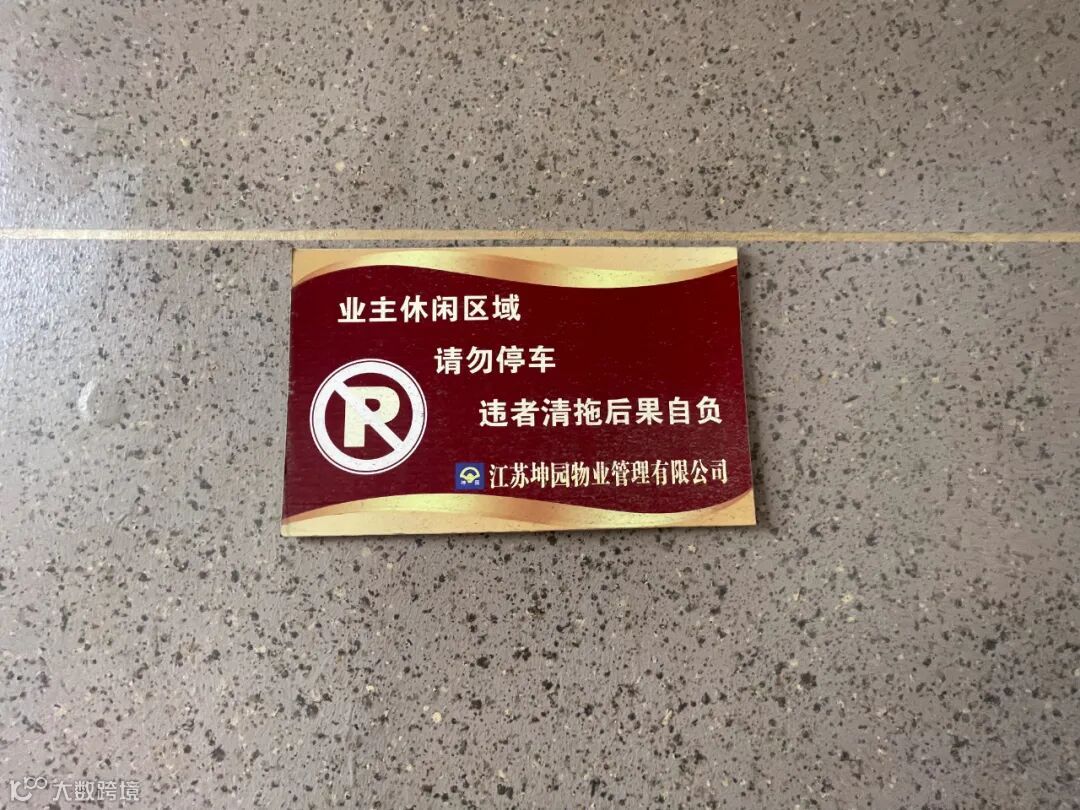 业主休闲区域
请勿停车
违者清拖后果自负
P
江苏坤园物业管理有限公司
大数跨境